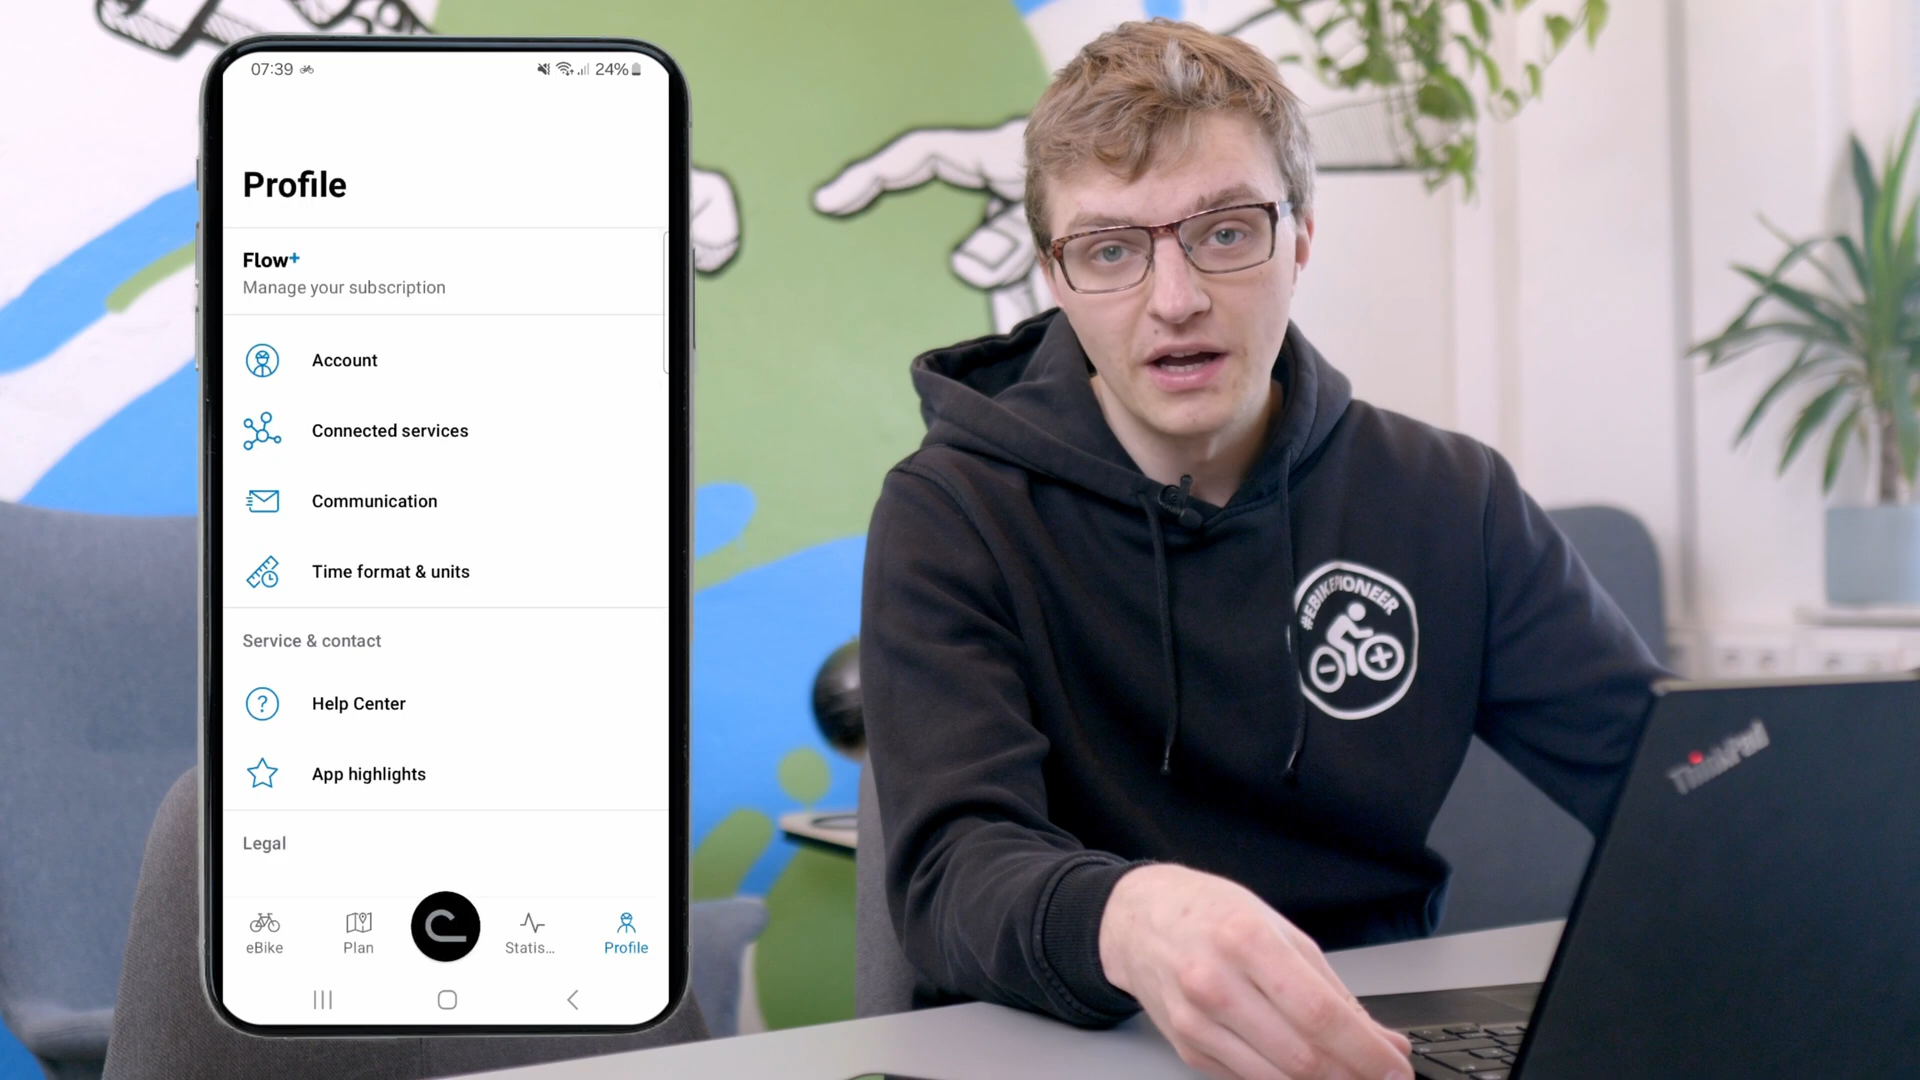 07:39
24%
Profile
Flow+
Manage your subscription
Account
Connected services
Communication
Time format & units
Service & contact
Help Center
App highlights
Legal
eBike
Plan
Statis...
Profile
#EBIKEPIONEER
ThinkPad